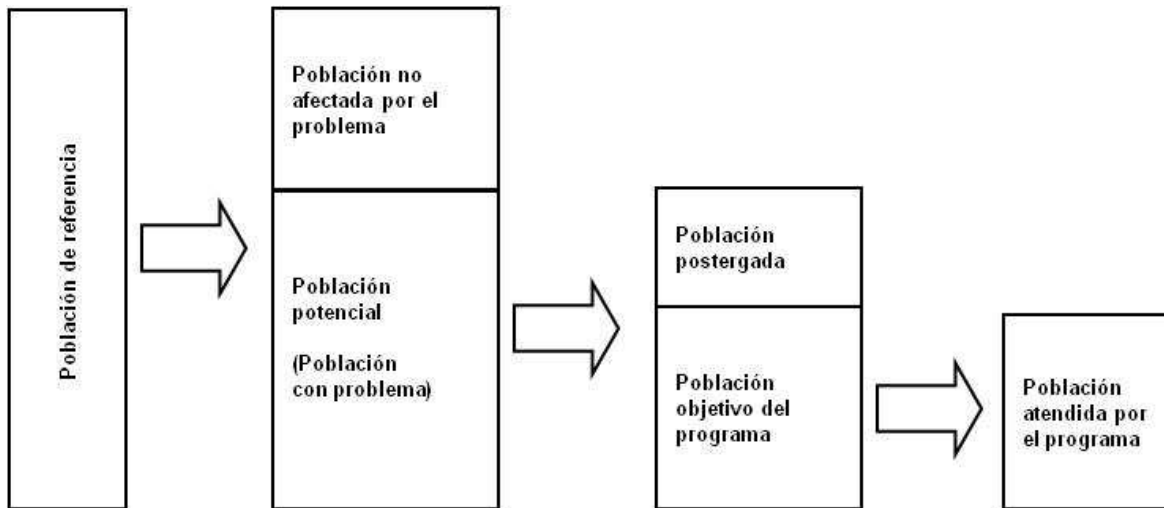 Población de referencia
Población no
afectada por el
problema
Población
potencial
(Población
con problema)
Población
postergada
Población
objetivo del
programa
Población
atendida por
el programa